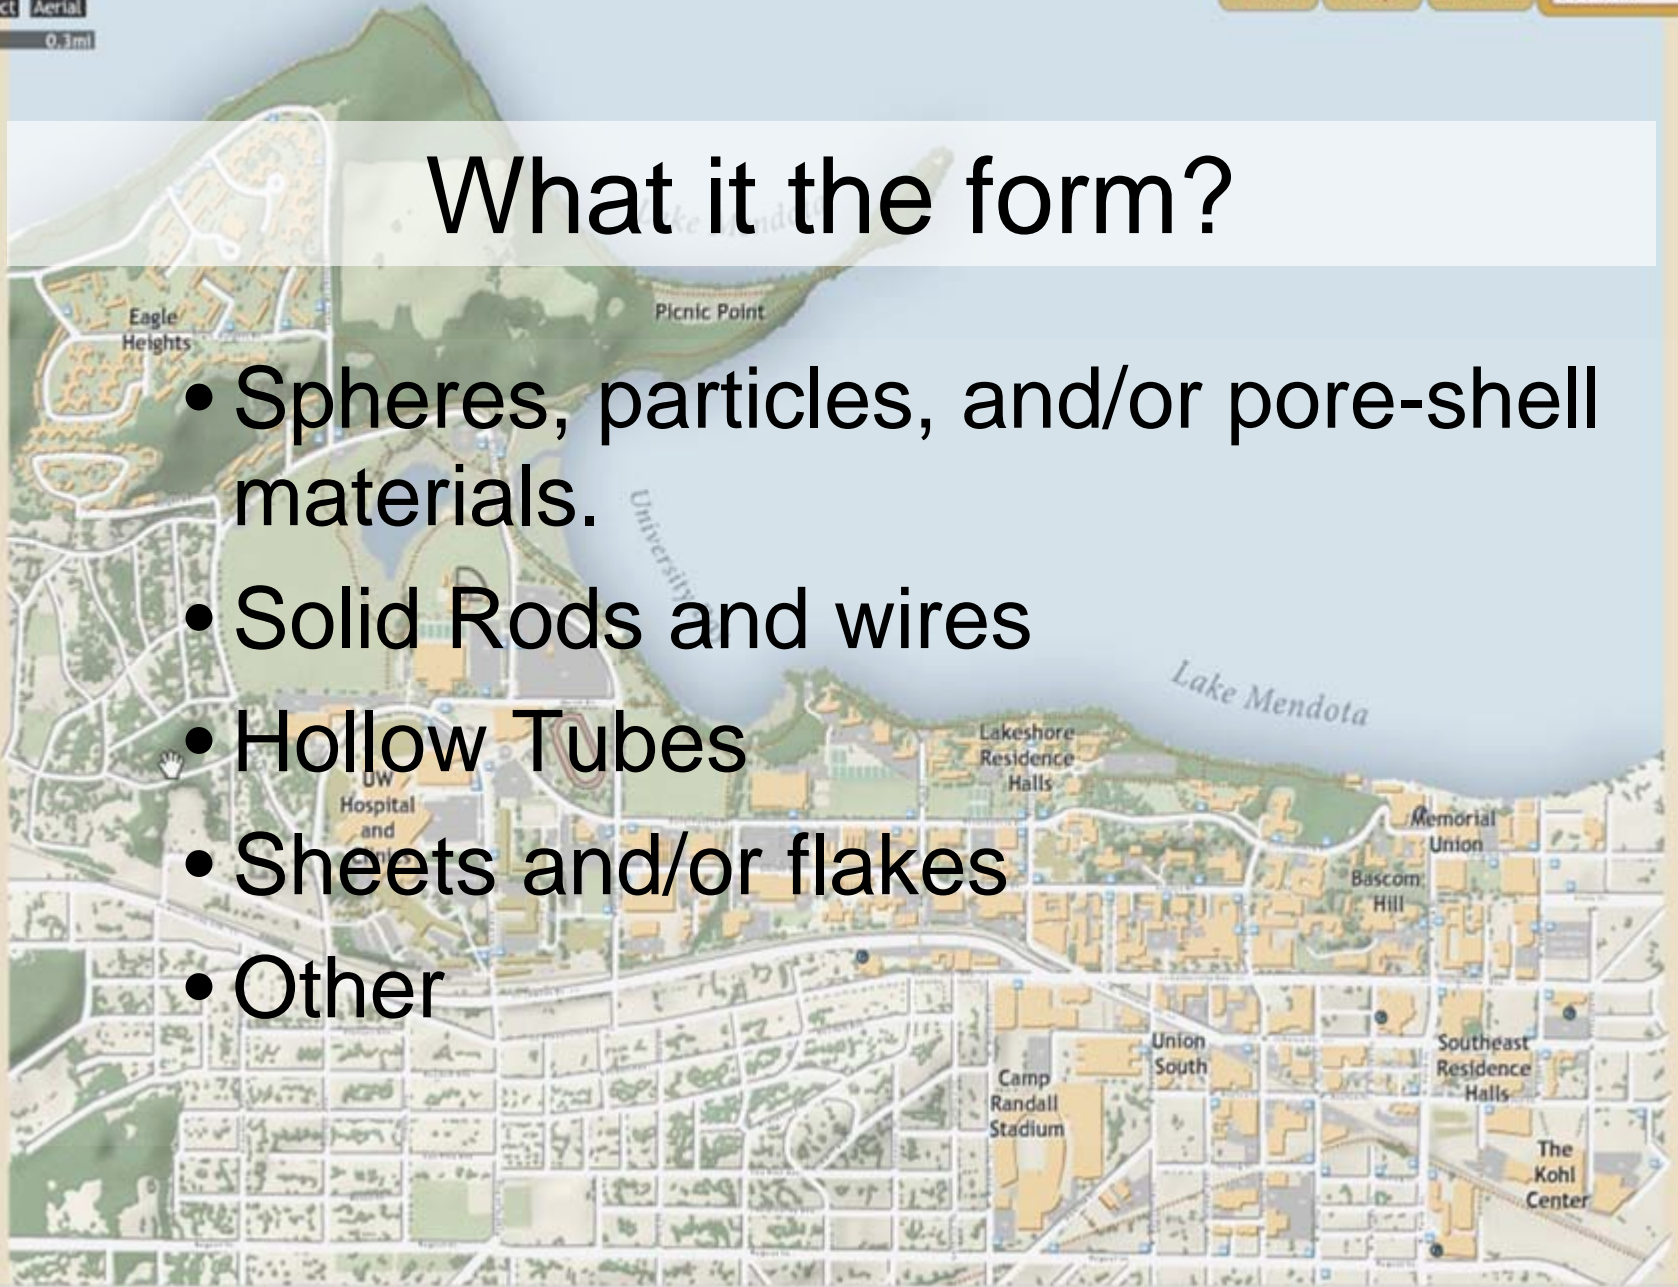 Aerial
0.3mi
What it the form?
Lake Mendota
Picnic Point
Eagle
Heights
• Spheres, particles, and/or pore-shell
materials.
University
• Solid Rods and wires
Lake Mendota
• Hollow Tubes
Lakeshore
Residence
Halls
UW
Hospital
and
Memorial
Union
• Sheets and/or flakes
Bascom
Hill
• Other
Union
South
Southeast
Residence
Halls
Camp
Randall
Stadium
The
Kohl
Center